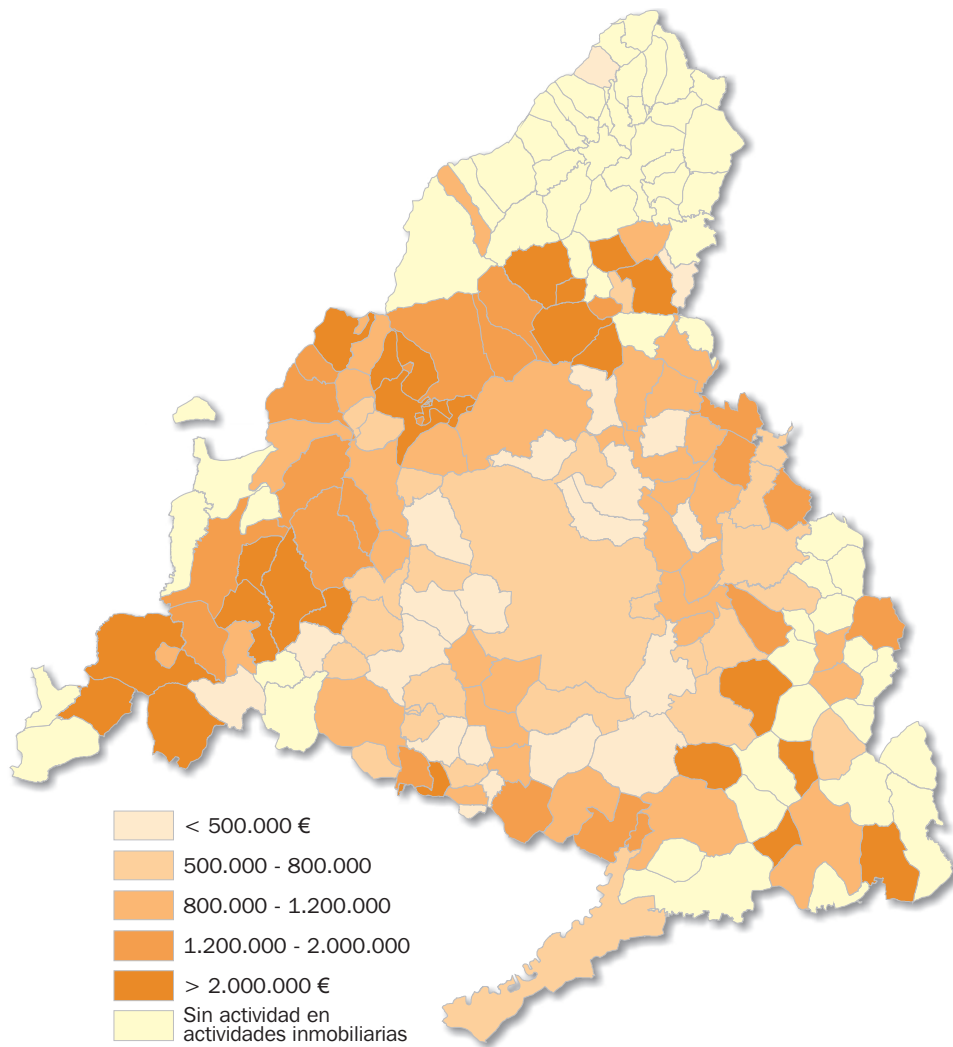 < 500.000 €
500.000 - 800.000
800.000 - 1.200.000
1.200.000 - 2.000.000
> 2.000.000 €
Sin actividad en
actividades inmobiliarias